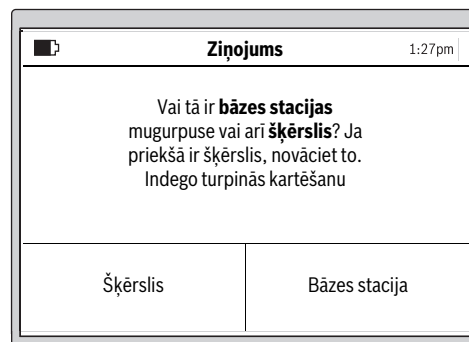 Ziņojums 1:27pm
Vai tā ir bāzes stacijas
mugurpuse vai arī šķērslis? Ja
priekšā ir šķērslis, novāciet to.
Indego turpinās kartēšanu
Šķērslis Bāzes stacija